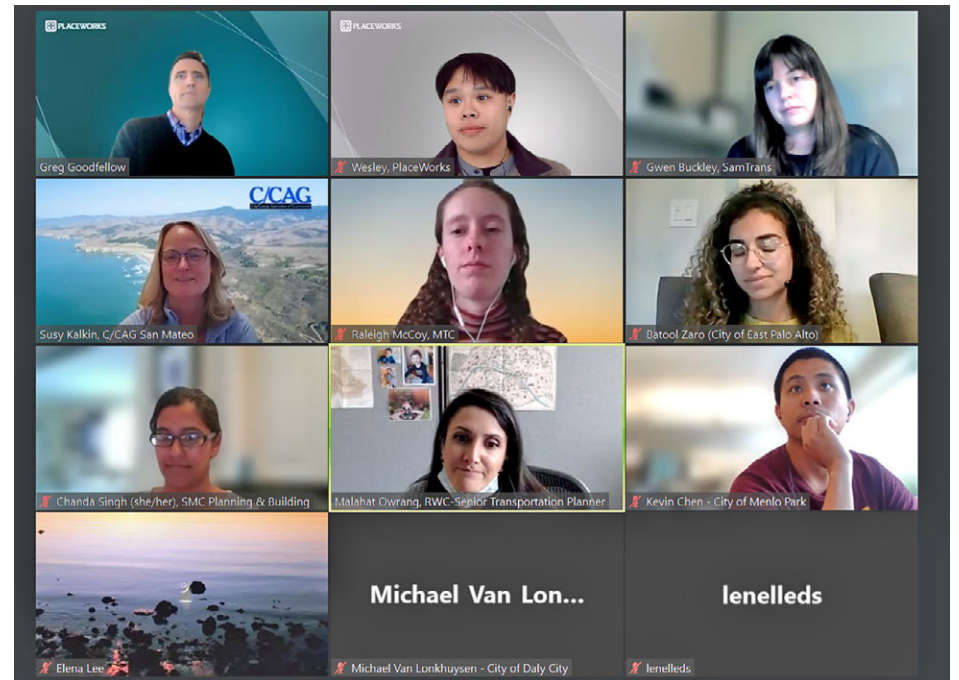 PLACEWORKS
PLACEWORKS
Greg Goodfellow
Wesley, PlaceWorks
Gwen Buckley, SamTrans
C/CAG
Susy Kalkin, C/CAG San Mateo
Raleigh McCoy, MTC
Batool Zaro (City of East Palo Alto)
Chanda Singh (she/her), SMC Planning & Building
Malahat Owrang, RWC-Senior Transportation Planner
Kevin Chen - City of Menlo Park
Michael Van Lon...
lenelleds
Elena Lee
Michael Van Lonkhuysen - City of Daly City
lenelleds